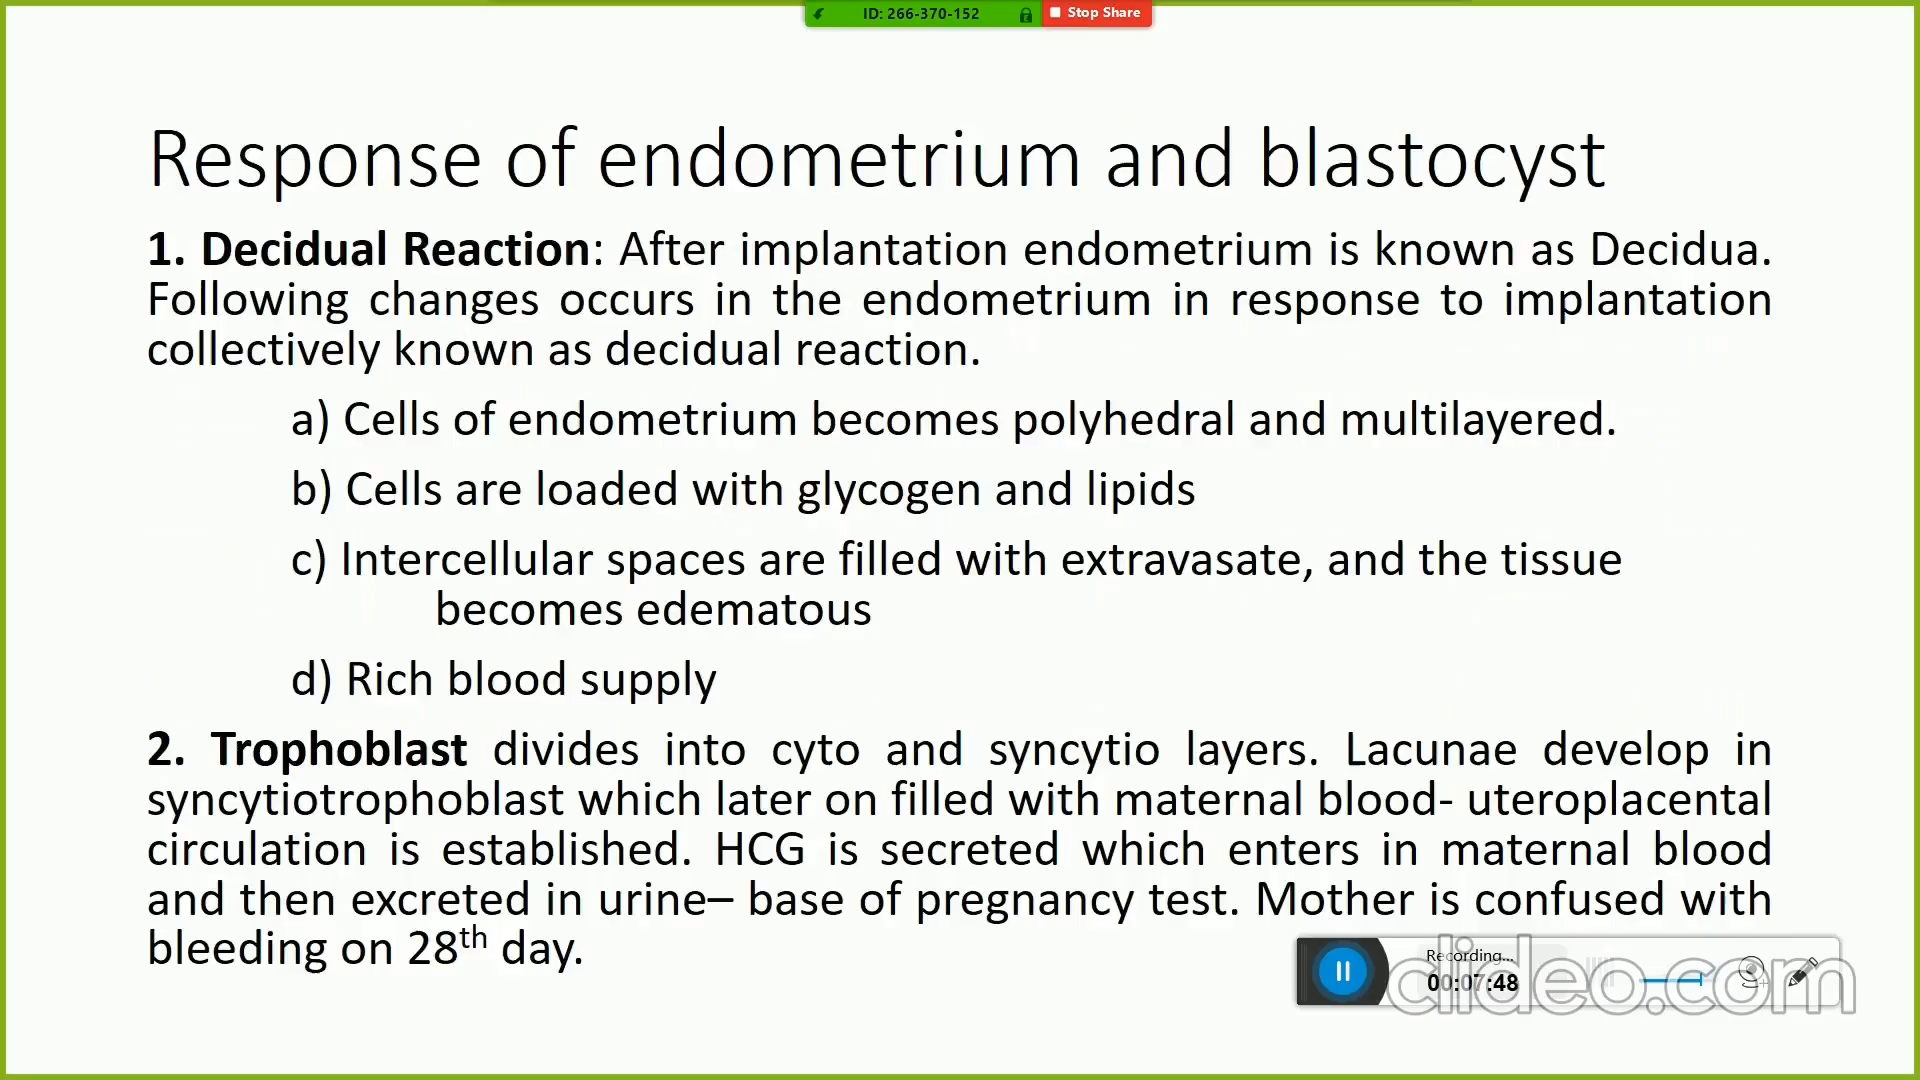 ID: 266-370-152 Stop Share
Response of endometrium and blastocyst
1. Decidual Reaction: After implantation endometrium is known as Decidua.
Following changes occurs in the endometrium in response to implantation
collectively known as decidual reaction.
a) Cells of endometrium becomes polyhedral and multilayered.
b) Cells are loaded with glycogen and lipids
c) Intercellular spaces are filled with extravasate, and the tissue
becomes edematous
d) Rich blood supply
2. Trophoblast divides into cyto and syncytio layers. Lacunae develop in
syncytiotrophoblast which later on filled with maternal blood- uteroplacental
circulation is established. HCG is secreted which enters in maternal blood
and then excreted in urine– base of pregnancy test. Mother is confused with
bleeding on 28th day.
Recording...
00:07:48
clideo.com